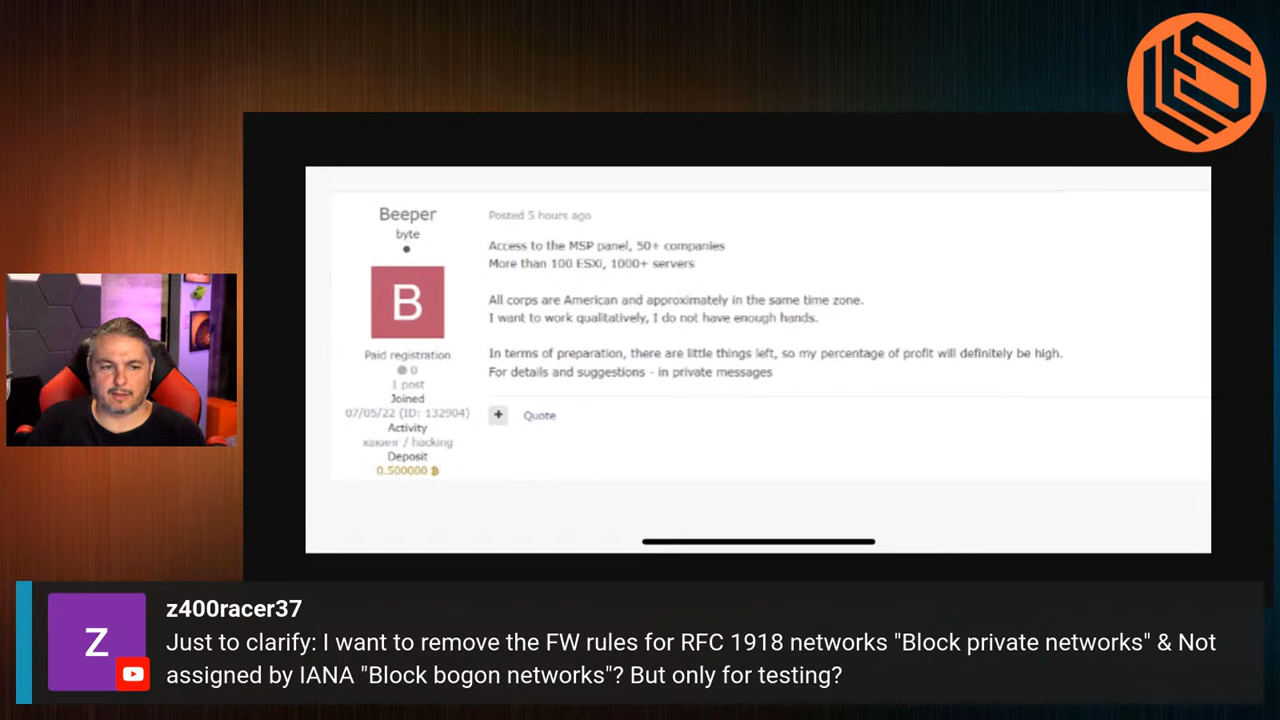 Beeper
byte
B
Paid registration
0
1 post
Joined
07/05/22 (ID: 132904)
Activity
хакинг / hacking
Deposit
0.500000 ₿
Posted 5 hours ago
Access to the MSP panel, 50+ companies
More than 100 ESXi, 1000+ servers
All corps are American and approximately in the same time zone.
I want to work qualitatively, I do not have enough hands.
In terms of preparation, there are little things left, so my percentage of profit will definitely be high.
For details and suggestions - in private messages
+ Quote
Z
z400racer37
Just to clarify: I want to remove the FW rules for RFC 1918 networks "Block private networks" & Not
assigned by IANA "Block bogon networks"? But only for testing?